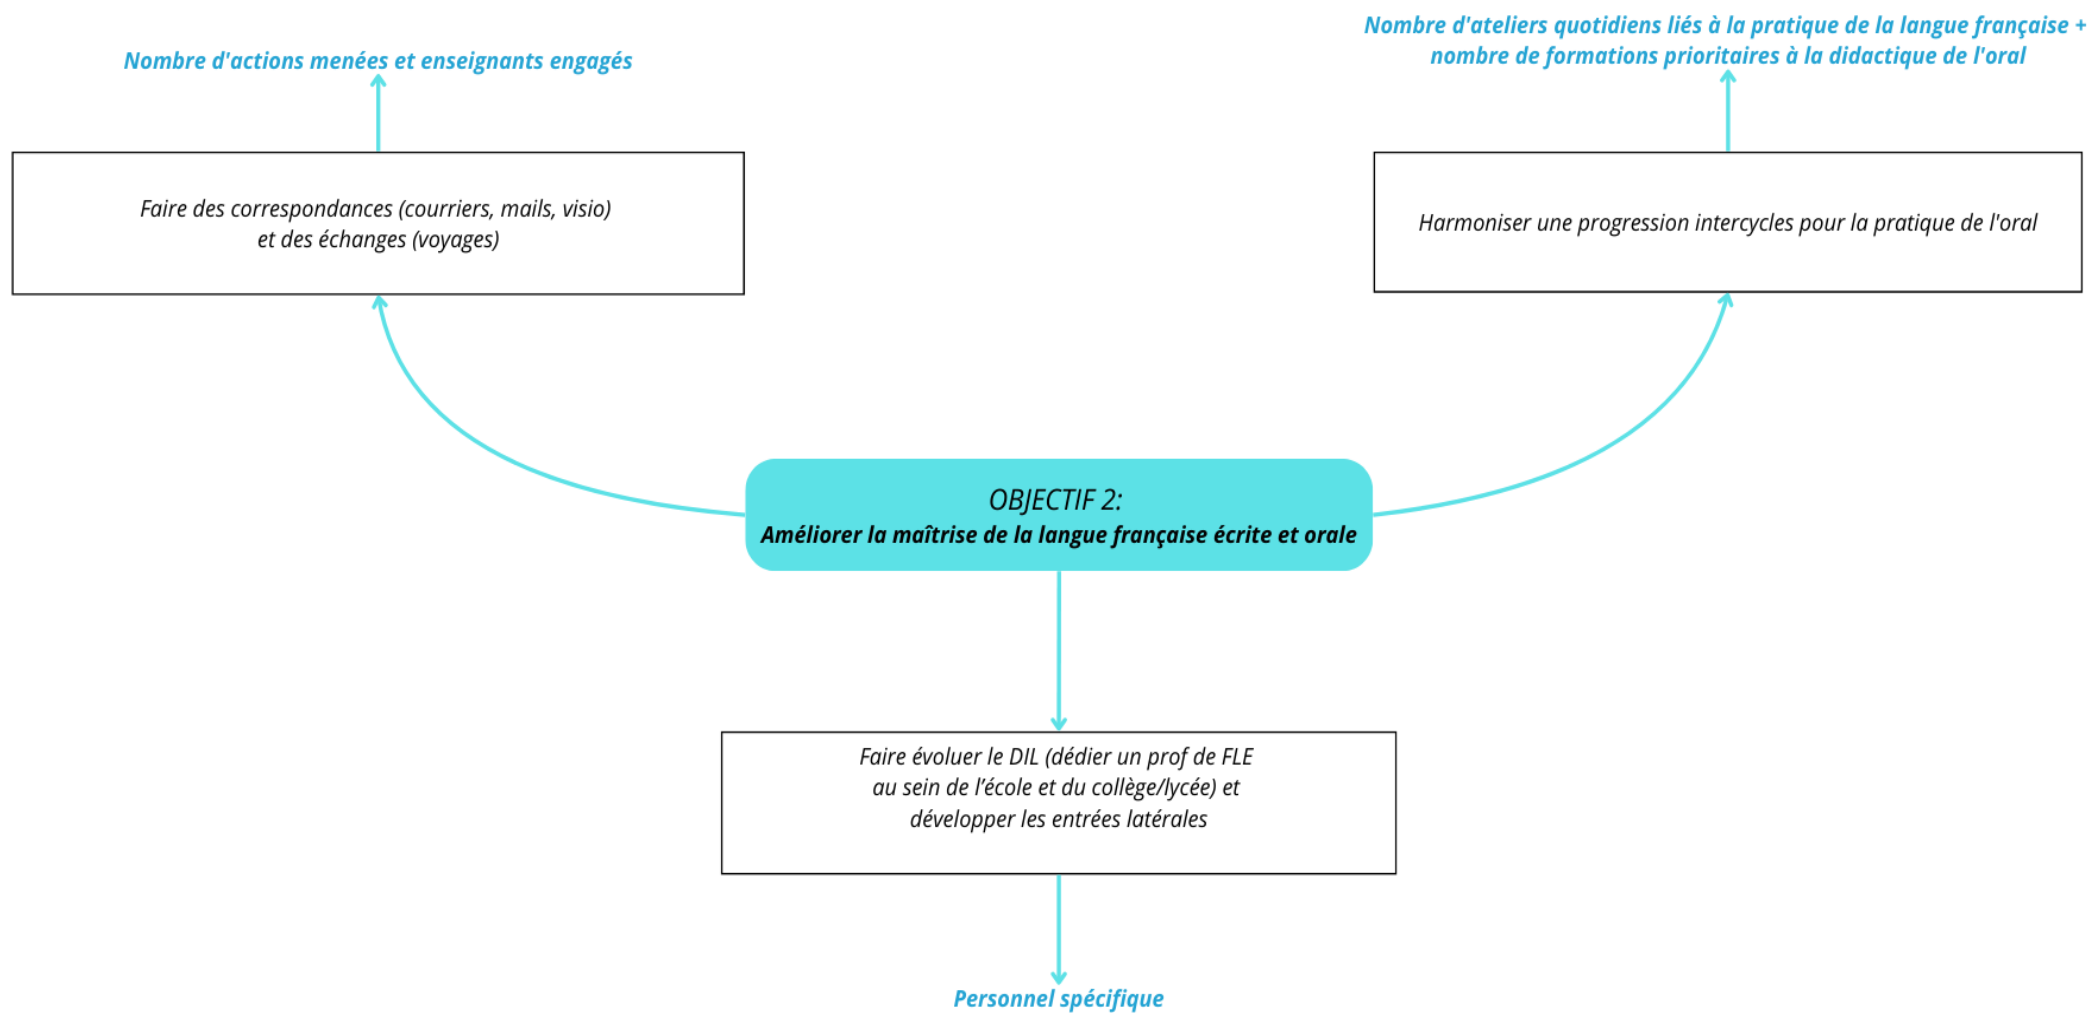 Nombre d'actions menées et enseignants engagés
Nombre d'ateliers quotidiens liés à la pratique de la langue française +
nombre de formations prioritaires à la didactique de l'oral
Faire des correspondances (courriers, mails, visio)
et des échanges (voyages)
Harmoniser une progression intercycles pour la pratique de l'oral
OBJECTIF 2:
Améliorer la maîtrise de la langue française écrite et orale
Faire évoluer le DIL (dédier un prof de FLE
au sein de l’école et du collège/lycée) et
développer les entrées latérales
Personnel spécifique